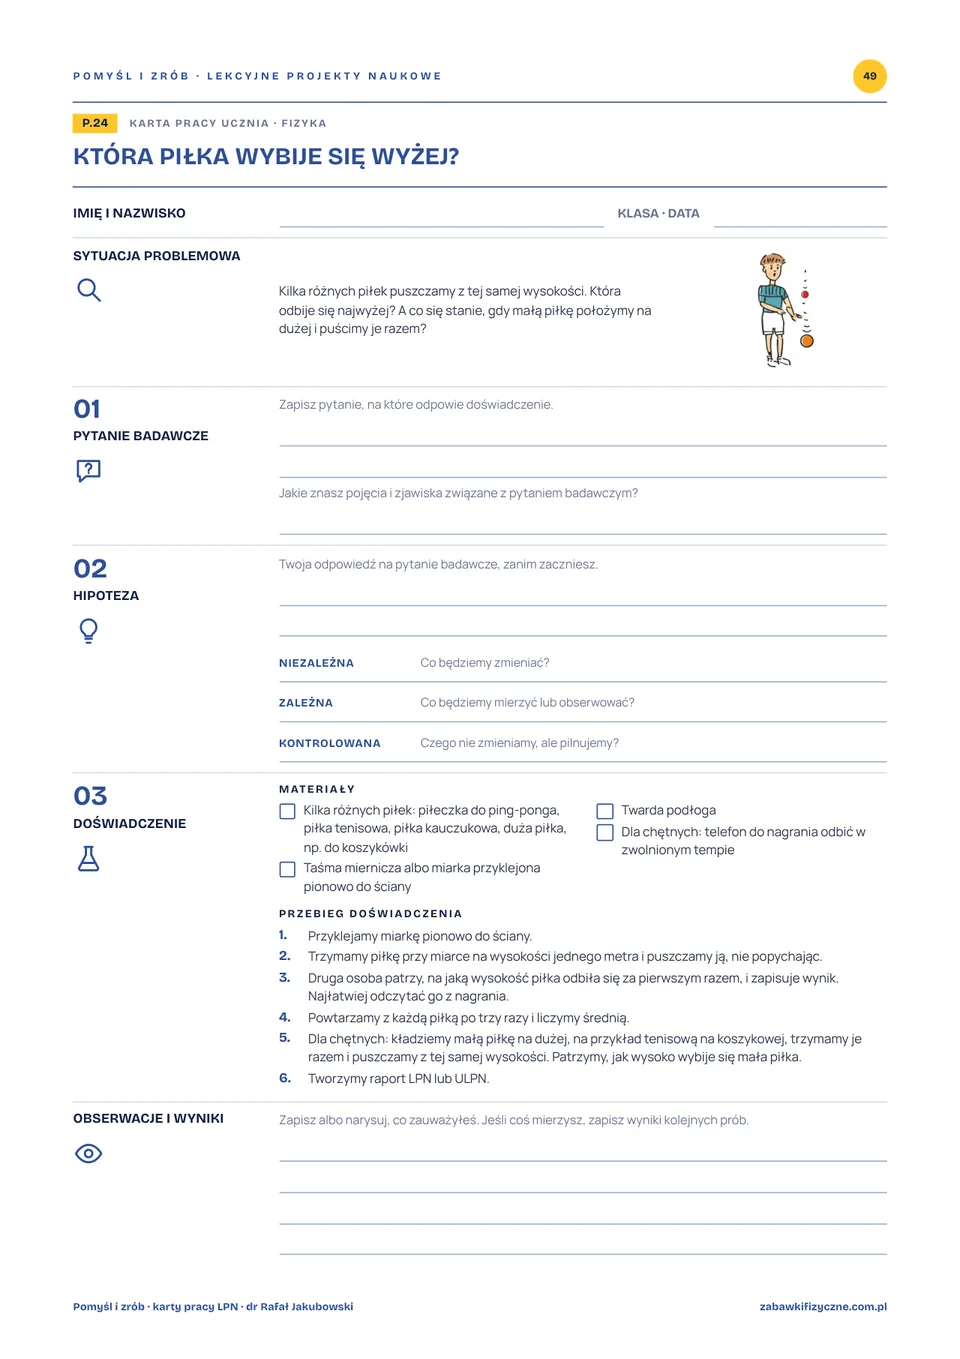 POMYŚL I ZRÓB · LEKCYJNE PROJEKTY NAUKOWE
49
P.24 KARTA PRACY UCZNIA · FIZYKA
KTÓRA PIŁKA WYBIJE SIĘ WYŻEJ?
IMIĘ I NAZWISKO KLASA · DATA
SYTUACJA PROBLEMOWA
Kilka różnych piłek puszczamy z tej samej wysokości. Która
odbije się najwyżej? A co się stanie, gdy małą piłkę położymy na
dużej i puścimy je razem?
01
PYTANIE BADAWCZE
Zapisz pytanie, na które odpowie doświadczenie.
Jakie znasz pojęcia i zjawiska związane z pytaniem badawczym?
02
HIPOTEZA
Twoja odpowiedź na pytanie badawcze, zanim zaczniesz.
NIEZALEŻNA Co będziemy zmieniać?
ZALEŻNA Co będziemy mierzyć lub obserwować?
KONTROLOWANA Czego nie zmieniamy, ale pilnujemy?
03
DOŚWIADCZENIE
MATERIAŁY
Kilka różnych piłek: piłeczka do ping-ponga,
piłka tenisowa, piłka kauczukowa, duża piłka,
np. do koszykówki
Taśma miernicza albo miarka przyklejona
pionowo do ściany
Twarda podłoga
Dla chętnych: telefon do nagrania odbić w
zwolnionym tempie
PRZEBIEG DOŚWIADCZENIA
1. Przyklejamy miarkę pionowo do ściany.
2. Trzymamy piłkę przy miarce na wysokości jednego metra i puszczamy ją, nie popychając.
3. Druga osoba patrzy, na jaką wysokość piłka odbiła się za pierwszym razem, i zapisuje wynik.
Najłatwiej odczytać go z nagrania.
4. Powtarzamy z każdą piłką po trzy razy i liczymy średnią.
5. Dla chętnych: kładziemy małą piłkę na dużej, na przykład tenisową na koszykowej, trzymamy je
razem i puszczamy z tej samej wysokości. Patrzymy, jak wysoko wybije się mała piłka.
6. Tworzymy raport LPN lub ULPN.
OBSERWACJE I WYNIKI
Zapisz albo narysuj, co zauważyłeś. Jeśli coś mierzysz, zapisz wyniki kolejnych prób.
Pomyśl i zrób · karty pracy LPN · dr Rafał Jakubowski
zabawkifizyczne.com.pl